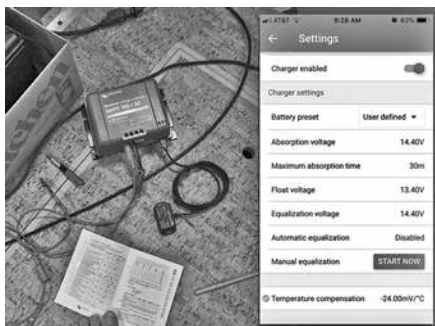 AT&T 9:28 AM 83%
Settings
Charger enabled
Charger settings
Battery preset User defined
Absorption voltage 14.40V
Maximum absorption time 30m
Float voltage 13.40V
Equalization voltage 14.40V
Automatic equalization Disabled
Manual equalization START NOW
Temperature compensation -24.00mV/°C